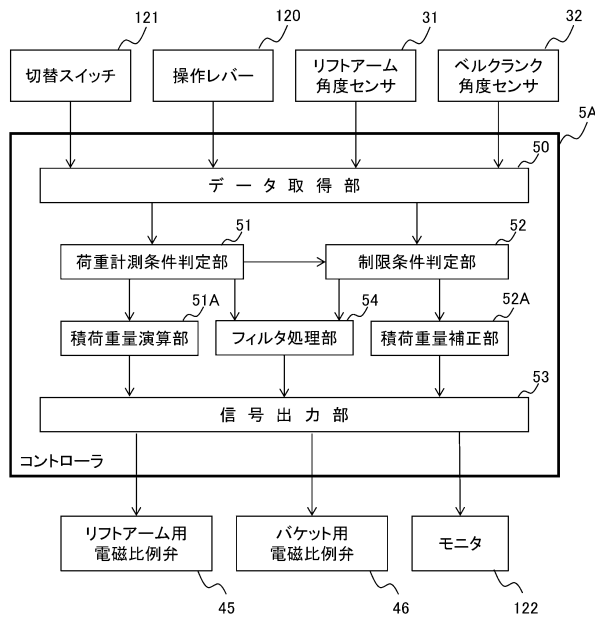 121
120
31
32
切替スイッチ
操作レバー
リフトアーム
角度センサ
ベルクランク
角度センサ
5A
50
データ取得部
51
52
荷重計測条件判定部
制限条件判定部
51A
54
52A
積荷重量演算部
フィルタ処理部
積荷重量補正部
53
信号出力部
コントローラ
リフトアーム用
電磁比例弁
バケット用
電磁比例弁
モニタ
45
46
122